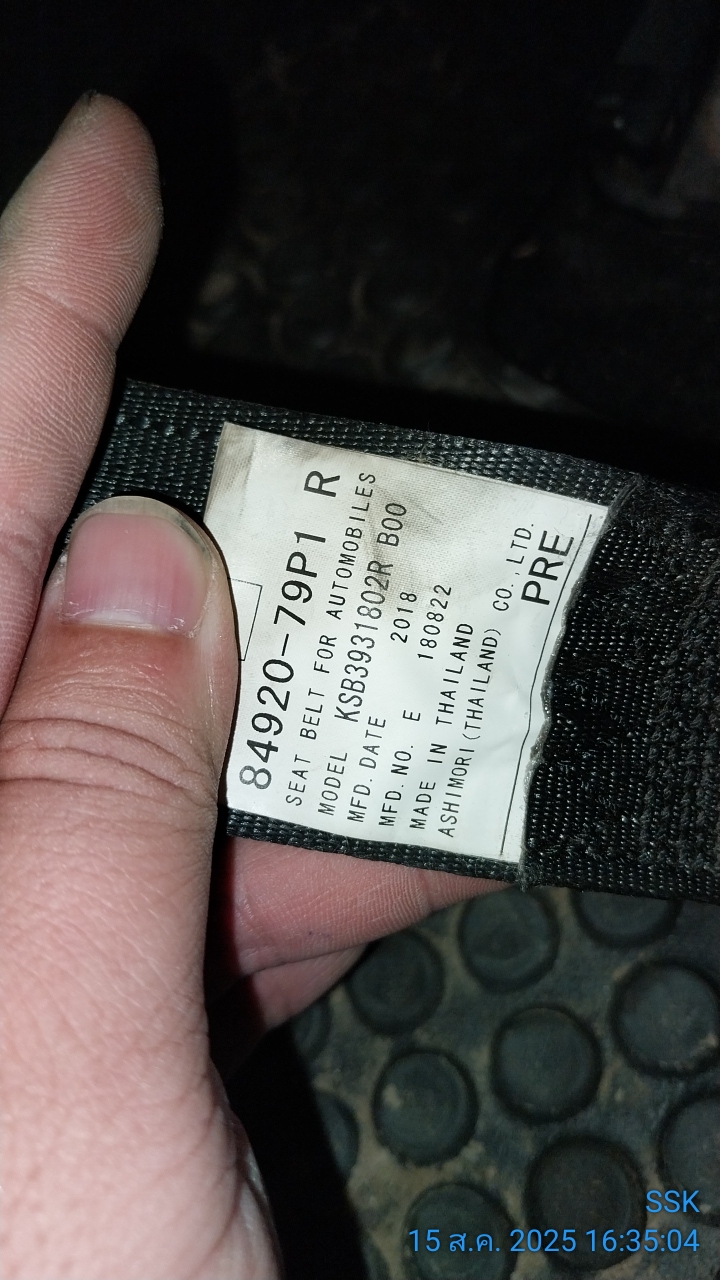 84920-79P1 R
SEAT BELT FOR AUTOMOBILES
MODEL KSB3931802R B00
MFD. DATE 2018
MFD. NO. E 180822
MADE IN THAILAND
ASHIMORI (THAILAND) CO., LTD.
PRE
SSK
15 ส.ค. 2025 16:35:04